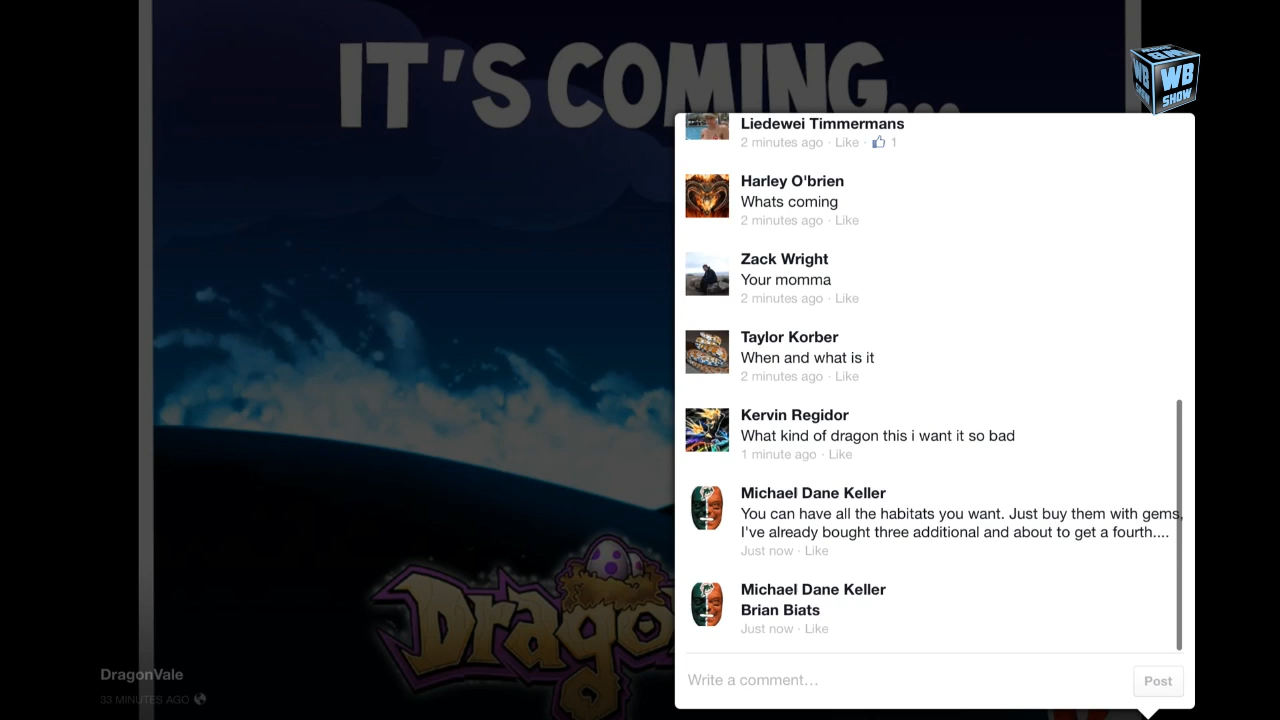 IT'S COMING...
WB
SHOW
Liedewei Timmermans
2 minutes ago · Like · 1
Harley O'brien
Whats coming
2 minutes ago · Like
Zack Wright
Your momma
2 minutes ago · Like
Taylor Korber
When and what is it
2 minutes ago · Like
Kervin Regidor
What kind of dragon this i want it so bad
1 minute ago · Like
Michael Dane Keller
You can have all the habitats you want. Just buy them with gems,
I've already bought three additional and about to get a fourth....
Just now · Like
Michael Dane Keller
Brian Biats
Just now · Like
Write a comment…
Post
Drago
DragonVale
33 MINUTES AGO